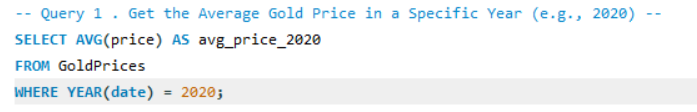 -- Query 1 . Get the Average Gold Price in a Specific Year (e.g., 2020) --
SELECT AVG(price) AS avg_price_2020
FROM GoldPrices
WHERE YEAR(date) = 2020;